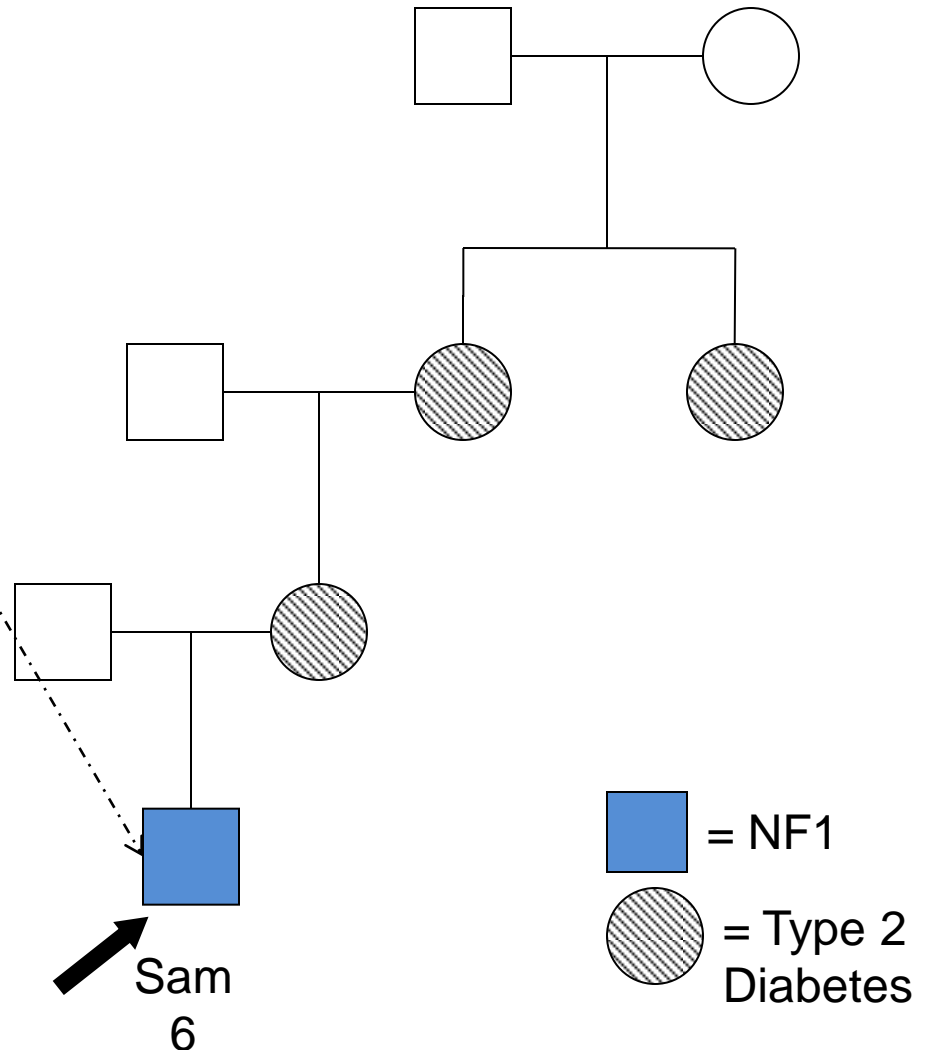 = NF1
= Type 2
Diabetes
Sam
6